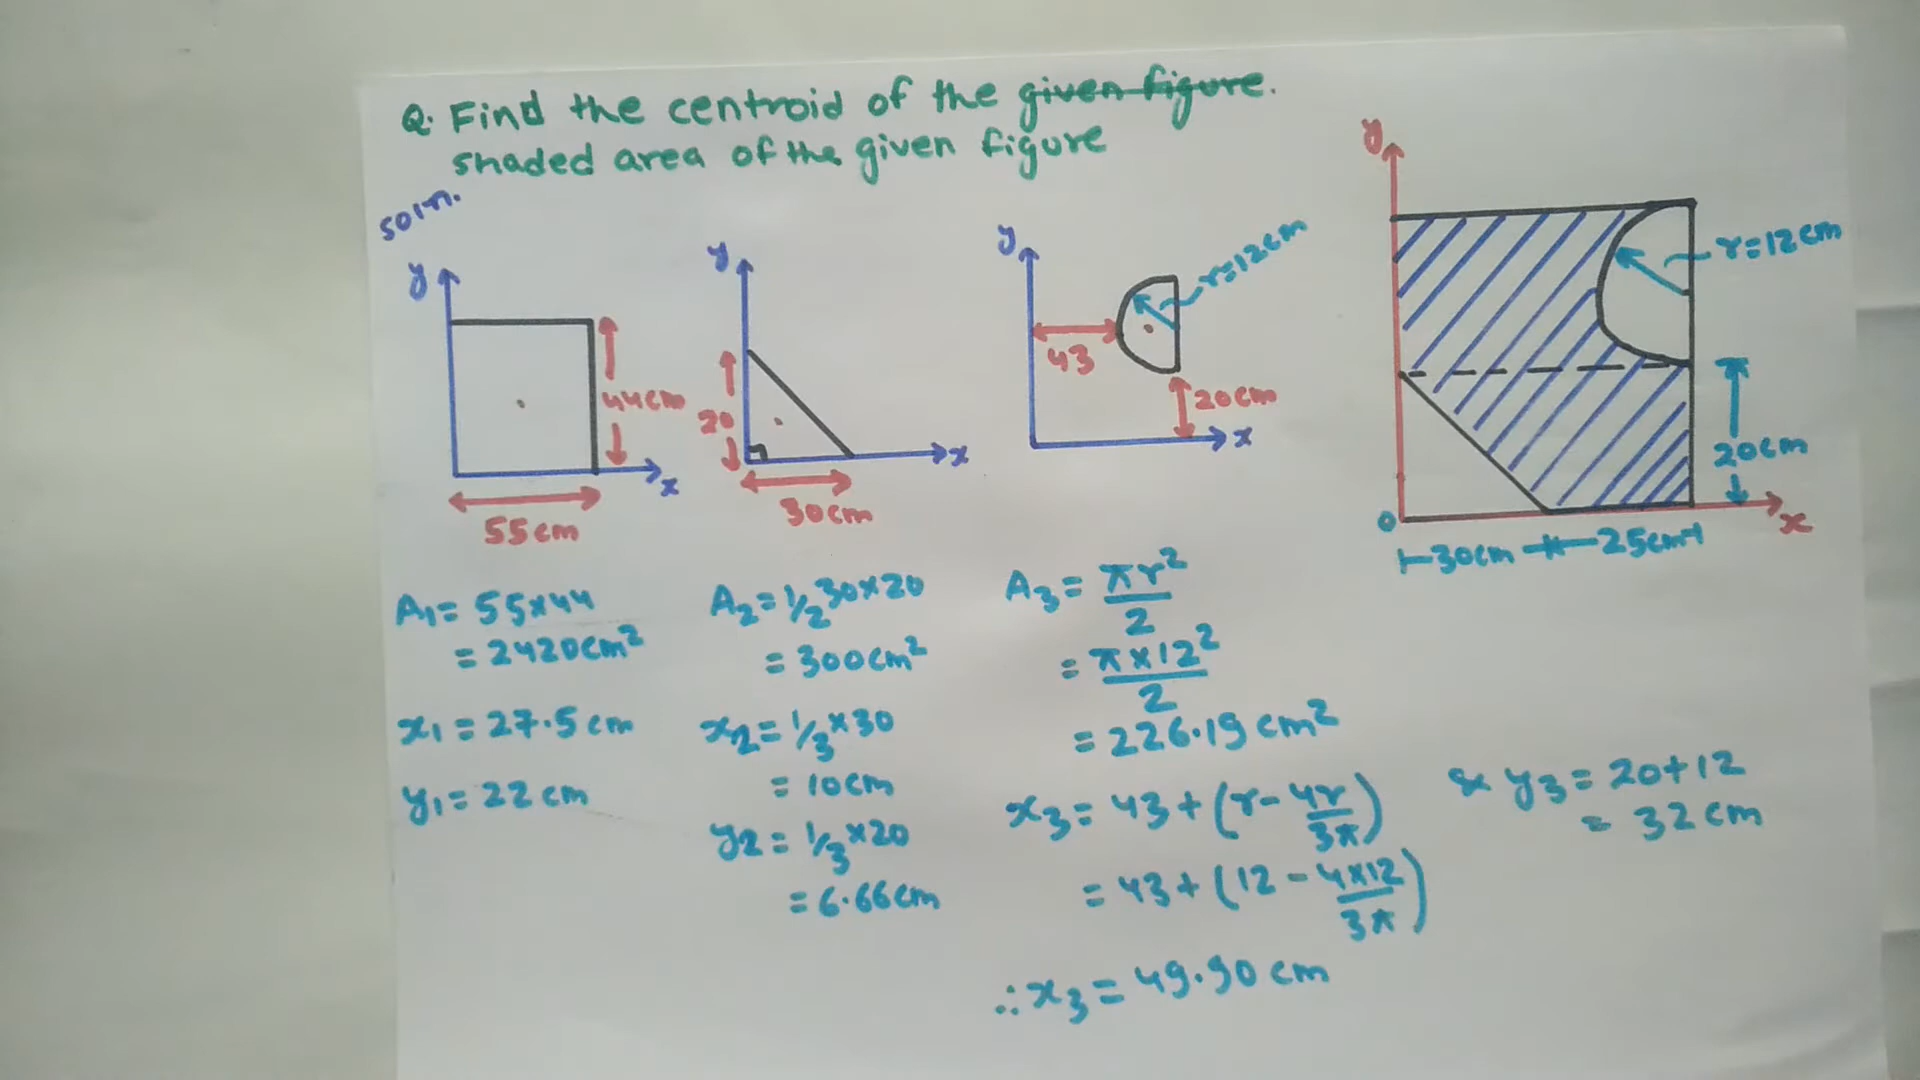 Q. Find the centroid of the given figure.
shaded area of the given figure
soln.
y
44cm
x
55cm
y
20
x
30cm
y
r=12cm
43
20cm
x
y
r=12cm
20cm
0
x
30cm
25cm
A1 = 55×44
= 2420cm²
x1 = 27.5 cm
y1 = 22 cm
A2 = 1/2 30×20
= 300cm²
x2 = 1/3 ×30
= 10cm
y2 = 1/3 ×20
= 6.66cm
A3 = πr²/2
= π×12²/2
= 226.19 cm²
x3 = 43 + (r - 4r/3π)
= 43 + (12 - 4×12/3π)
∴ x3 = 49.90 cm
& y3 = 20+12
= 32 cm